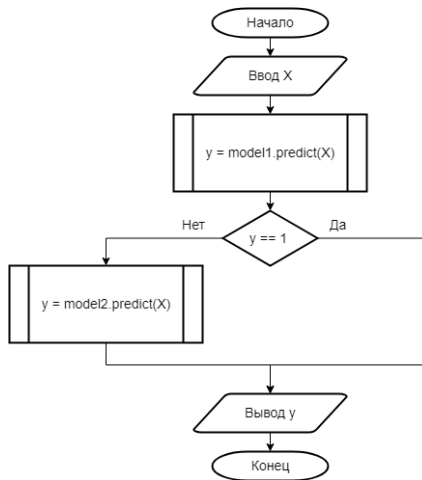 Начало
Ввод X
y = model1.predict(X)
Нет
Да
y == 1
y = model2.predict(X)
Вывод y
Конец